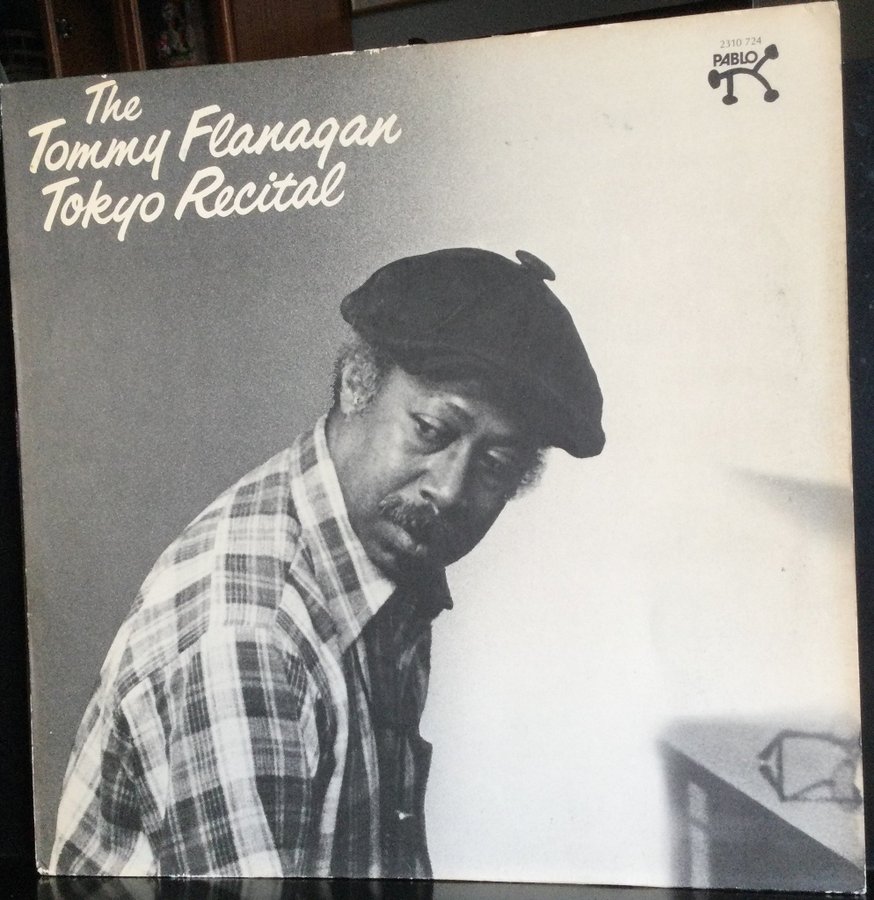 The
Tommy Flanagan
Tokyo Recital
2310 724
PABLO